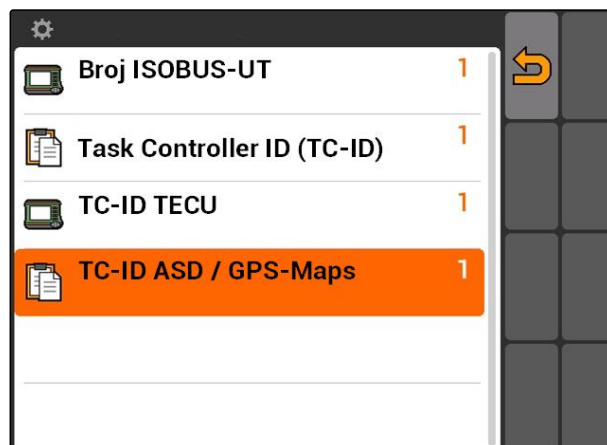 Broj ISOBUS-UT 1
Task Controller ID (TC-ID) 1
TC-ID TECU 1
TC-ID ASD / GPS-Maps 1